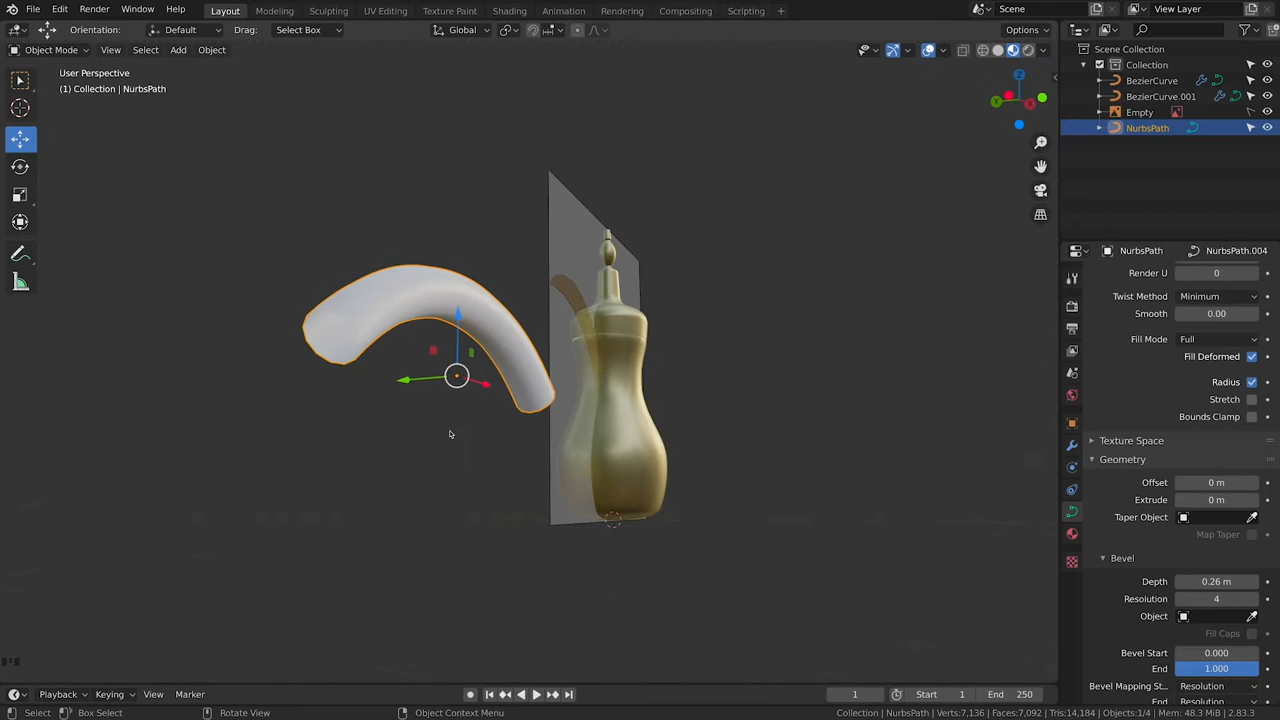 File Edit Render Window Help Layout Modeling Sculpting UV Editing Texture Paint Shading Animation Rendering Compositing Scripting + Scene View Layer
Orientation: Default Drag: Select Box Global Options
Object Mode View Select Add Object
User Perspective
(1) Collection | NurbsPath
Scene Collection
Collection
BezierCurve
BezierCurve.001
Empty
NurbsPath
Z
Y
X
NurbsPath NurbsPath.004
Render U 0
Twist Method Minimum
Smooth 0.00
Fill Mode Full
Fill Deformed
Radius
Stretch
Bounds Clamp
Texture Space
Geometry
Offset 0 m
Extrude 0 m
Taper Object
Map Taper
Bevel
Depth 0.26 m
Resolution 4
Object
Fill Caps
Bevel Start 0.000
End 1.000
Bevel Mapping St... Resolution
End Resolution
Playback Keying View Marker 1 Start 1 End 250
Select Box Select Rotate View Object Context Menu Collection | NurbsPath | Verts:7,136 | Faces:7,092 | Tris:14,184 | Objects:1/4 | Mem: 48.3 MiB | 2.83.3